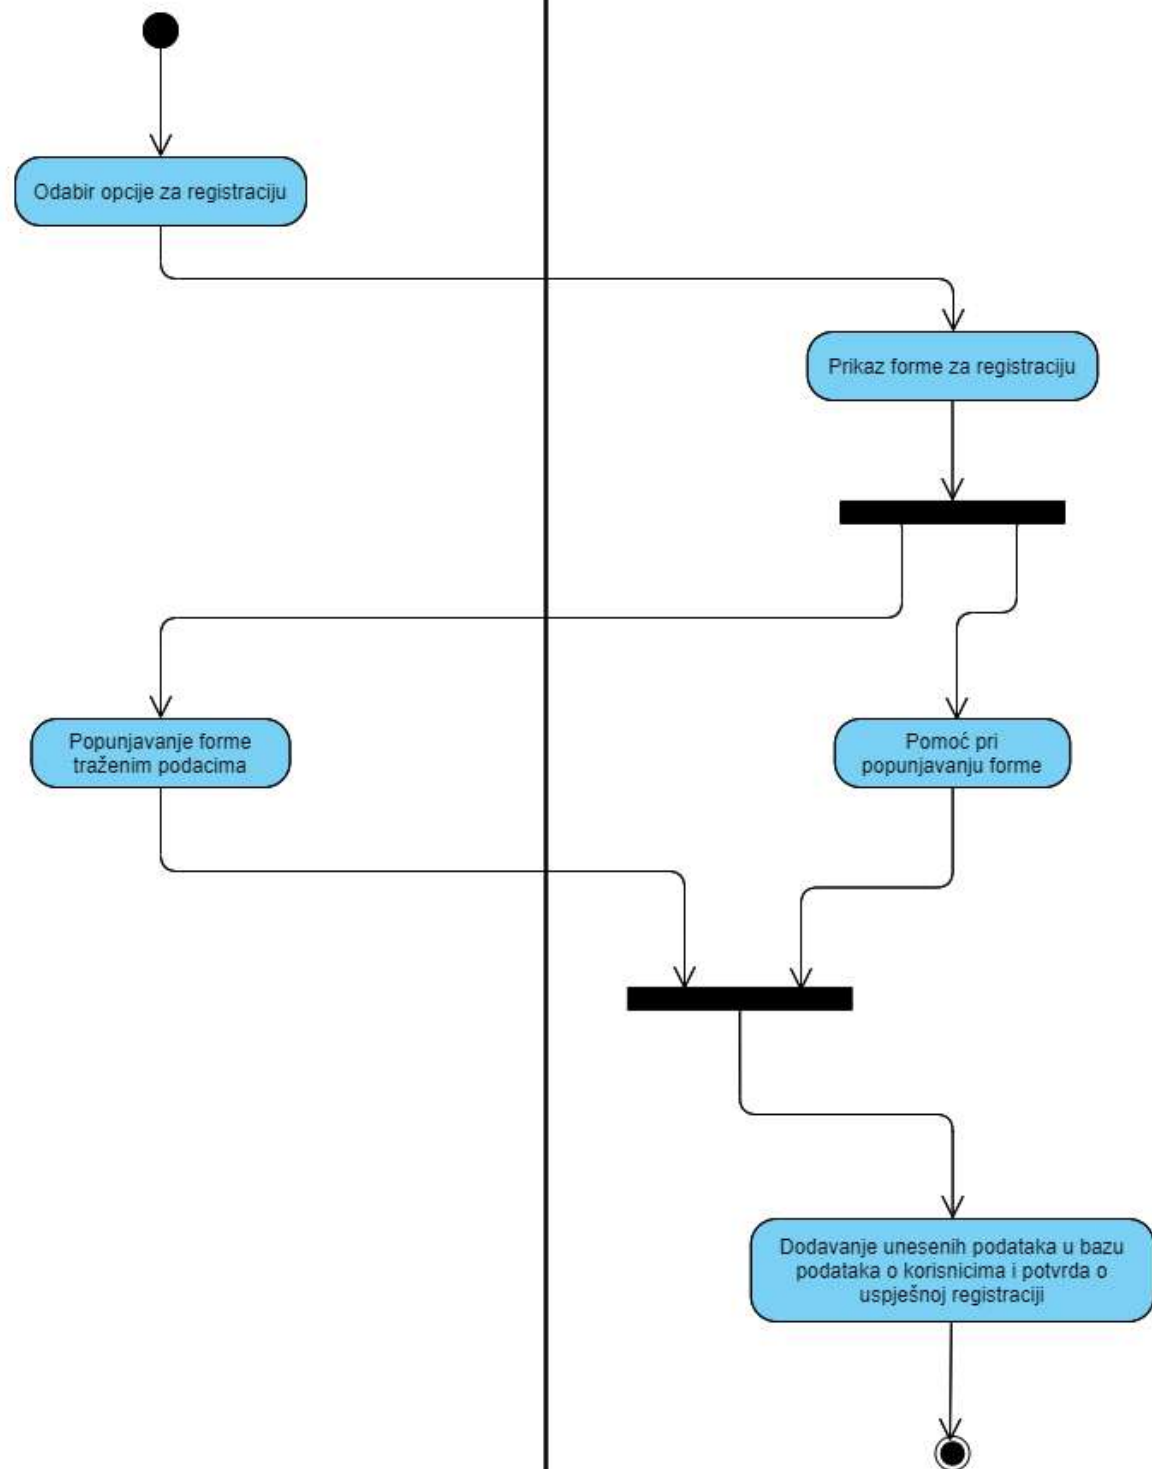 Odabir opcije za registraciju
Prikaz forme za registraciju
Popunjavanje forme
traženim podacima
Pomoć pri
popunjavanju forme
Dodavanje unesenih podataka u bazu
podataka o korisnicima i potvrda o
uspješnoj registraciji